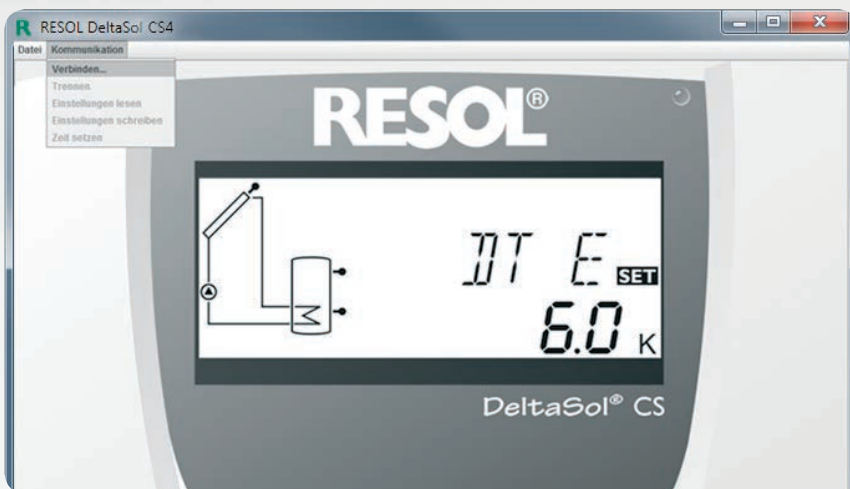 R RESOL DeltaSol CS4
Datei Kommunikation
Verbinden...
Trennen
Einstellungen lesen
Einstellungen schreiben
Zeit setzen
RESOL®
DT E SET
6.0 K
DeltaSol® CS